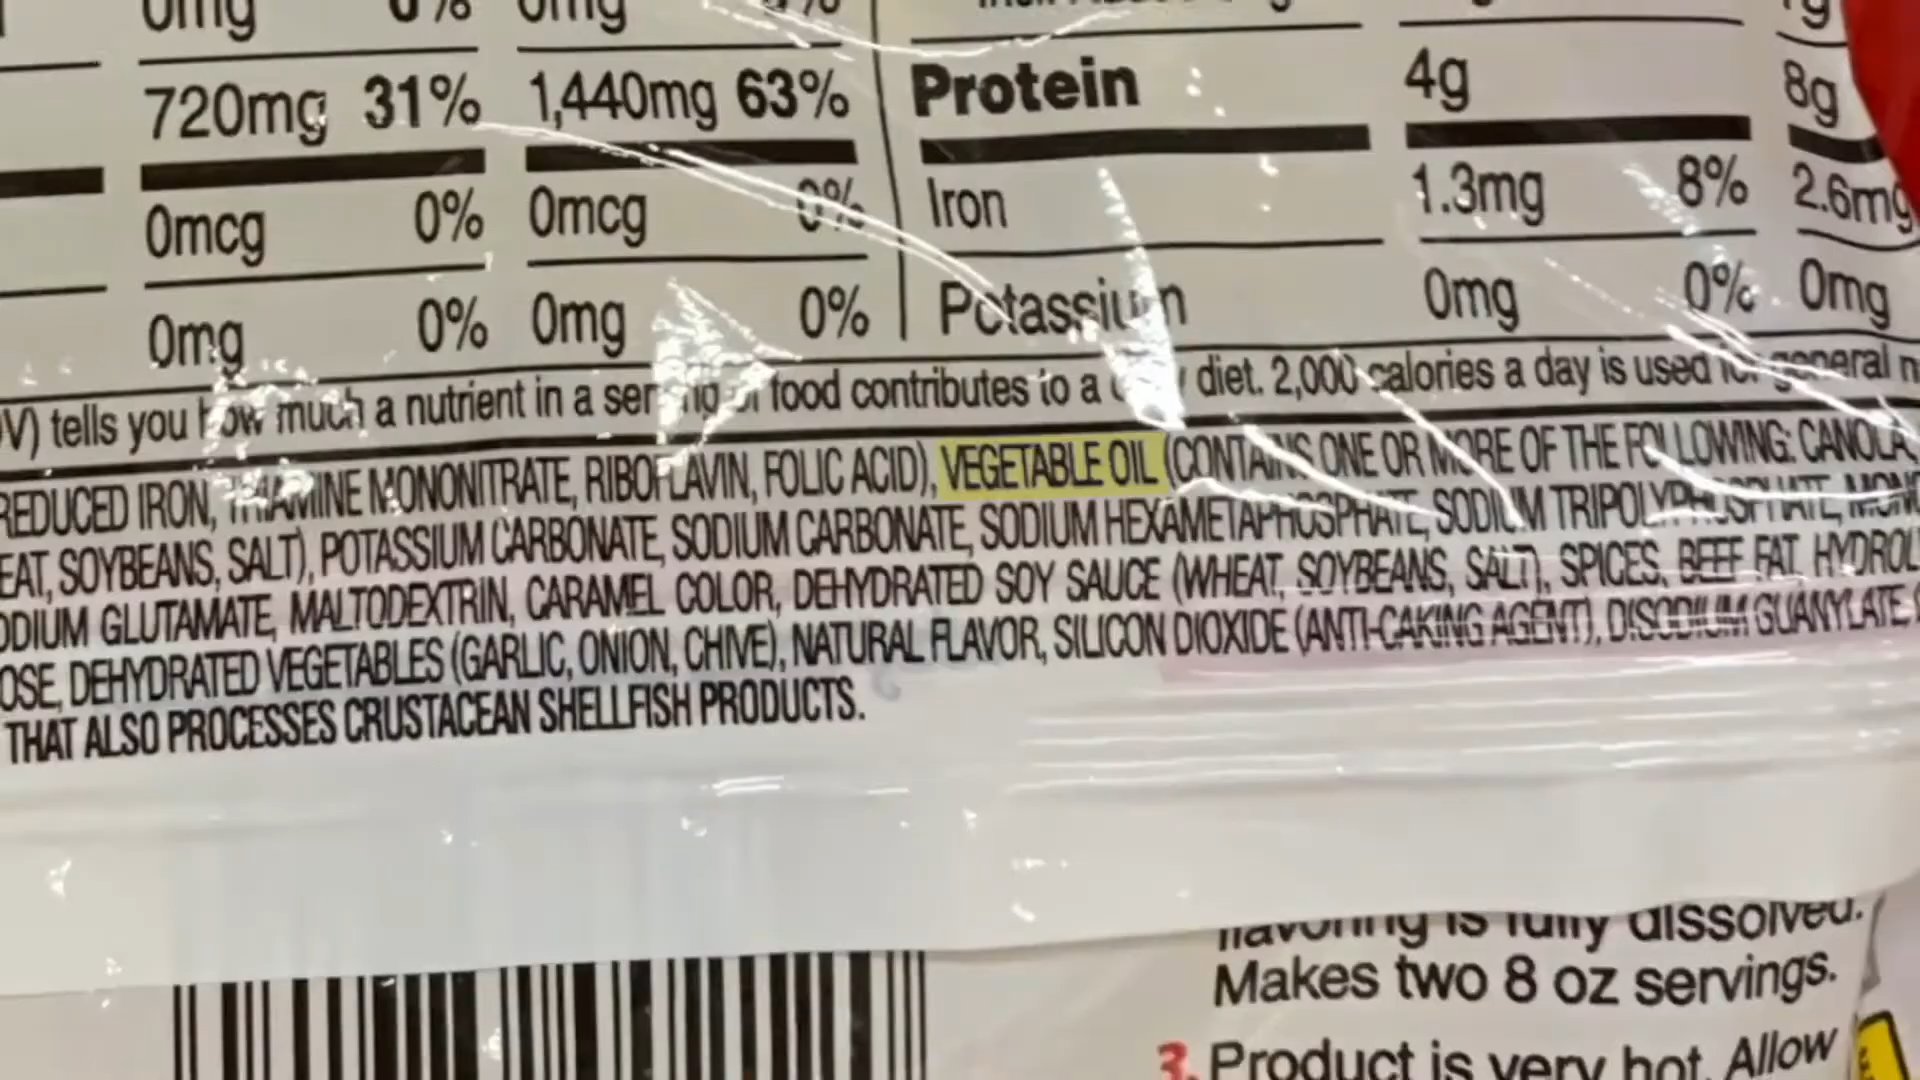 0mg 0% 0mg
720mg 31% 1,440mg 63% Protein 4g 8g
0mcg 0% 0mcg 0% Iron 1.3mg 8% 2.6mg
0mg 0% 0mg 0% Potassium 0mg 0% 0mg
tells you how much a nutrient in a serving of food contributes to a diet. 2,000 calories a day is used for general
REDUCED IRON, THIAMINE MONONITRATE, RIBOFLAVIN, FOLIC ACID), VEGETABLE OIL (CONTAINS ONE OR MORE OF THE FOLLOWING: CANOLA,
EAT, SOYBEANS, SALT), POTASSIUM CARBONATE, SODIUM CARBONATE, SODIUM HEXAMETAPHOSPHATE, SODIUM TRIPOLYPHOSPHATE, MONO
ODIUM GLUTAMATE, MALTODEXTRIN, CARAMEL COLOR, DEHYDRATED SOY SAUCE (WHEAT, SOYBEANS, SALT), SPICES, BEEF FAT, HYDROL
OSE, DEHYDRATED VEGETABLES (GARLIC, ONION, CHIVE), NATURAL FLAVOR, SILICON DIOXIDE (ANTI-CAKING AGENT), DISODIUM GUANYLATE,
THAT ALSO PROCESSES CRUSTACEAN SHELLFISH PRODUCTS.
flavoring is fully dissolved.
Makes two 8 oz servings.
3. Product is very hot. Allow